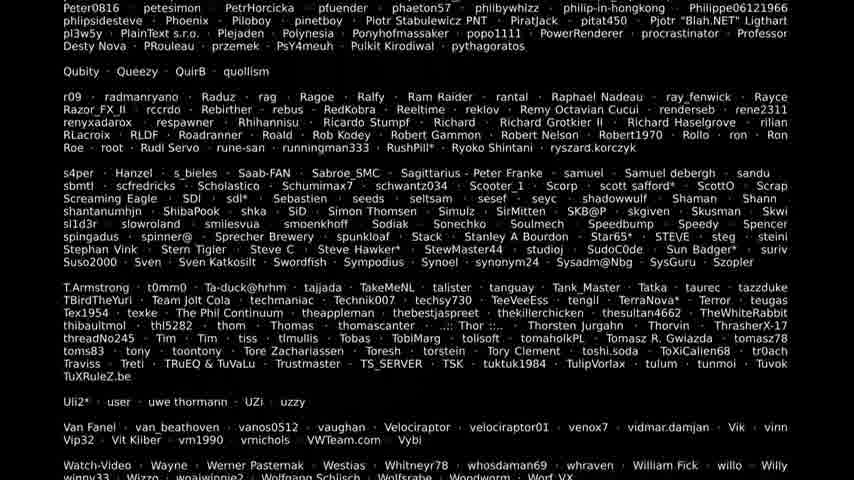 Peter0816 · petesimon · PetrHorcicka · pfuender · phaeton57 · philbywhizz · philip-in-hongkong · Philippe06121966
phlipsidesteve · Phoenix · Piloboy · pinetboy · Piotr Stabulewicz PNT · PiratJack · pitat450 · Pjotr "Blah.NET" Ligthart
pl3w5y · PlainText s.r.o. · Plejaden · Polynesia · Ponyhofmassaker · popo1111 · PowerRenderer · procrastinator · Professor
Desty Nova · PRouleau · przemek · PsY4meuh · Pulkit Kirodiwal · pythagoratos
Qubity · Queezy · QuirB · quollism
r09 · radmanryano · Raduz · rag · Ragoe · Ralfy · Ram Raider · rantal · Raphael Nadeau · ray_fenwick · Rayce
Razor_FX_II · rccrdo · Rebirther · rebus · RedKobra · Reeltime · reklov · Remy Octavian Cucui · renderseb · rene2311
renyxadarox · respawner · Rhihannisu · Ricardo Stumpf · Richard · Richard Grotkier II · Richard Haselgrove · rilian
RLacroix · RLDF · Roadranner · Roald · Rob Kodey · Robert Gammon · Robert Nelson · Robert1970 · Rollo · ron · Ron
Roe · root · Rudi Servo · rune-san · runningman333 · RushPill* · Ryoko Shintani · ryszard.korczyk
s4per · Hanzel · s_bieles · Saab-FAN · Sabroe_SMC · Sagittarius - Peter Franke · samuel · Samuel debergh · sandu
sbmtl · scfredricks · Scholastico · Schumimax7 · schwantz034 · Scooter_1 · Scorp · scott safford* · ScottO · Scrap
Screaming Eagle · SDI · sdl* · Sebastien · seeds · seltsam · sesef · seyc · shadowwulf · Shaman · Shann
shantanumhjn · ShibaPook · shka · SiD · Simon Thomsen · Simulz · SirMitten · SKB@P · skgiven · Skusman · Skwi
sl1d3r · slowroland · smilesvua · smoenkhoff · Sodiak · Sonechko · Soulmech · Speedbump · Speedy · Spencer
spingadus · spinner@ · Sprecher Brewery · spunkloaf · Stack · Stanley A Bourdon · Star65* · STE\/E · steg · steini
Stephan Vink · Stern Tigler · Steve C · Steve Hawker* · StewMaster44 · studioj · SudoC0de · Sun Badger* · suriv
Suso2000 · Sven · Sven Katkosilt · Swordfish · Sympodius · Synoel · synonym24 · Sysadm@Nbg · SysGuru · Szopler
T.Armstrong · t0mm0 · Ta-duck@hrhm · tajjada · TakeMeNL · talister · tanguay · Tank_Master · Tatka · taurec · tazzduke
TBirdTheYuri · Team Jolt Cola · techmaniac · Technik007 · techsy730 · TeeVeeEss · tengil · TerraNova* · Terror · teugas
Tex1954 · texke · The Phil Continuum · theappleman · thebestjaspreet · thekillerchicken · thesultan4662 · TheWhiteRabbit
thibaultmol · thl5282 · thom · Thomas · thomascanter · ..::: Thor :::.. · Thorsten Jurgahn · Thorvin · ThrasherX-17
threadNo245 · Tim · Tim · tiss · tlmullis · Tobas · TobiMarg · tolisoft · tomaholkPL · Tomasz R. Gwiazda · tomasz78
toms83 · tony · toontony · Tore Zachariassen · Toresh · torstein · Tory Clement · toshi.soda · ToXiCalien68 · tr0ach
Traviss · Treti · TRuEQ & TuVaLu · Trustmaster · TS_SERVER · TSK · tuktuk1984 · TulipVorlax · tulum · tunmoi · Tuvok
TuXRuleZ.be
Uli2* · user · uwe thormann · UZi · uzzy
Van Fanel · van_beathoven · vanos0512 · vaughan · Velociraptor · velociraptor01 · venox7 · vidmar.damjan · Vik · vinn
Vip32 · Vit Kliber · vm1990 · vmichols · VWTeam.com · Vybi
Watch-Video · Wayne · Werner Pasternak · Westias · Whitneyr78 · whosdaman69 · whraven · William Fick · willo · Willy
winny33 · Wizzo · woaiwinnie2 · Wolfgang Schiisch · Wolfsrabe · Woodworm · Worf_VX